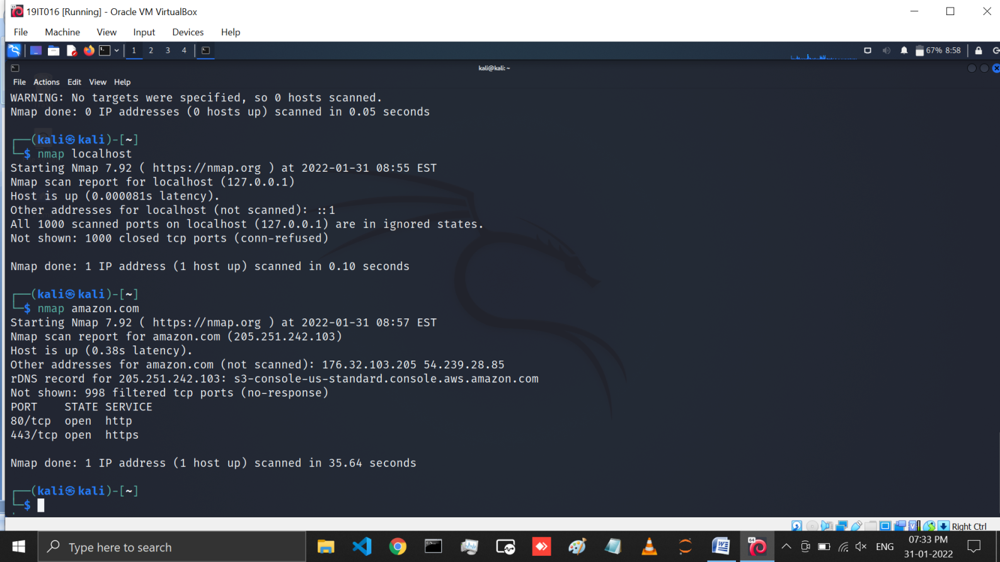 19IT016 [Running] - Oracle VM VirtualBox
File Machine View Input Devices Help
1 2 3 4 67% 8:58
kali@kali: ~
File Actions Edit View Help
WARNING: No targets were specified, so 0 hosts scanned.
Nmap done: 0 IP addresses (0 hosts up) scanned in 0.05 seconds
┌──(kali㉿kali)-[~]
└─$ nmap localhost
Starting Nmap 7.92 ( https://nmap.org ) at 2022-01-31 08:55 EST
Nmap scan report for localhost (127.0.0.1)
Host is up (0.000081s latency).
Other addresses for localhost (not scanned): ::1
All 1000 scanned ports on localhost (127.0.0.1) are in ignored states.
Not shown: 1000 closed tcp ports (conn-refused)
Nmap done: 1 IP address (1 host up) scanned in 0.10 seconds
┌──(kali㉿kali)-[~]
└─$ nmap amazon.com
Starting Nmap 7.92 ( https://nmap.org ) at 2022-01-31 08:57 EST
Nmap scan report for amazon.com (205.251.242.103)
Host is up (0.38s latency).
Other addresses for amazon.com (not scanned): 176.32.103.205 54.239.28.85
rDNS record for 205.251.242.103: s3-console-us-standard.console.aws.amazon.com
Not shown: 998 filtered tcp ports (no-response)
PORT    STATE SERVICE
80/tcp  open  http
443/tcp open  https
Nmap done: 1 IP address (1 host up) scanned in 35.64 seconds
┌──(kali㉿kali)-[~]
└─$
Right Ctrl
Type here to search
ENG
07:33 PM
31-01-2022